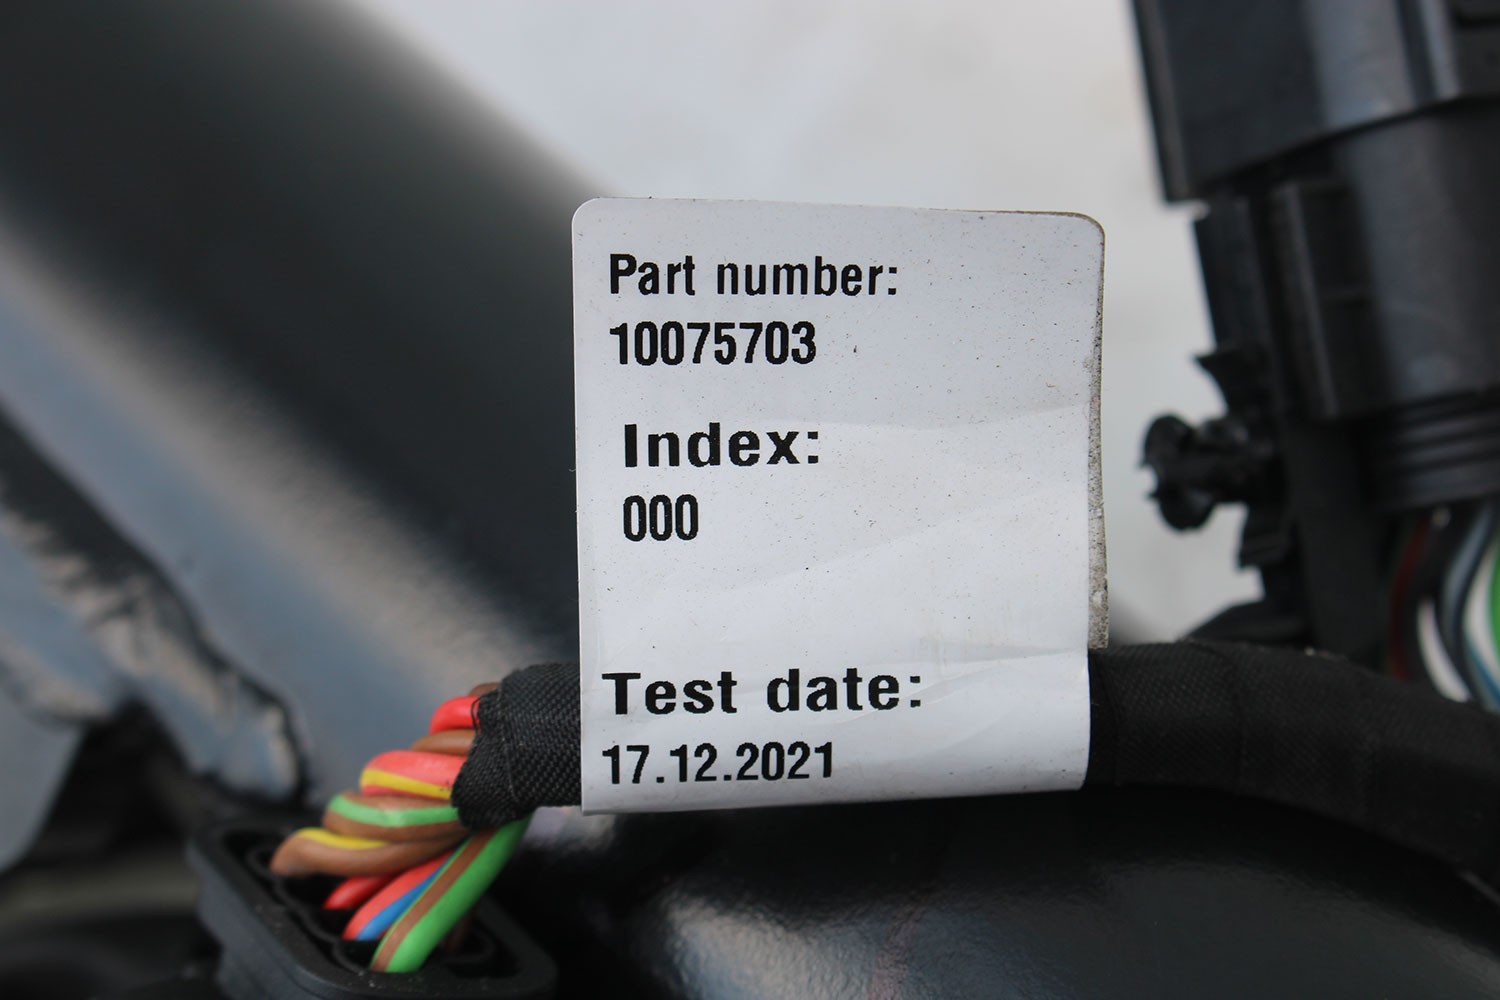 Part number:
10075703
Index:
000
Test date:
17.12.2021